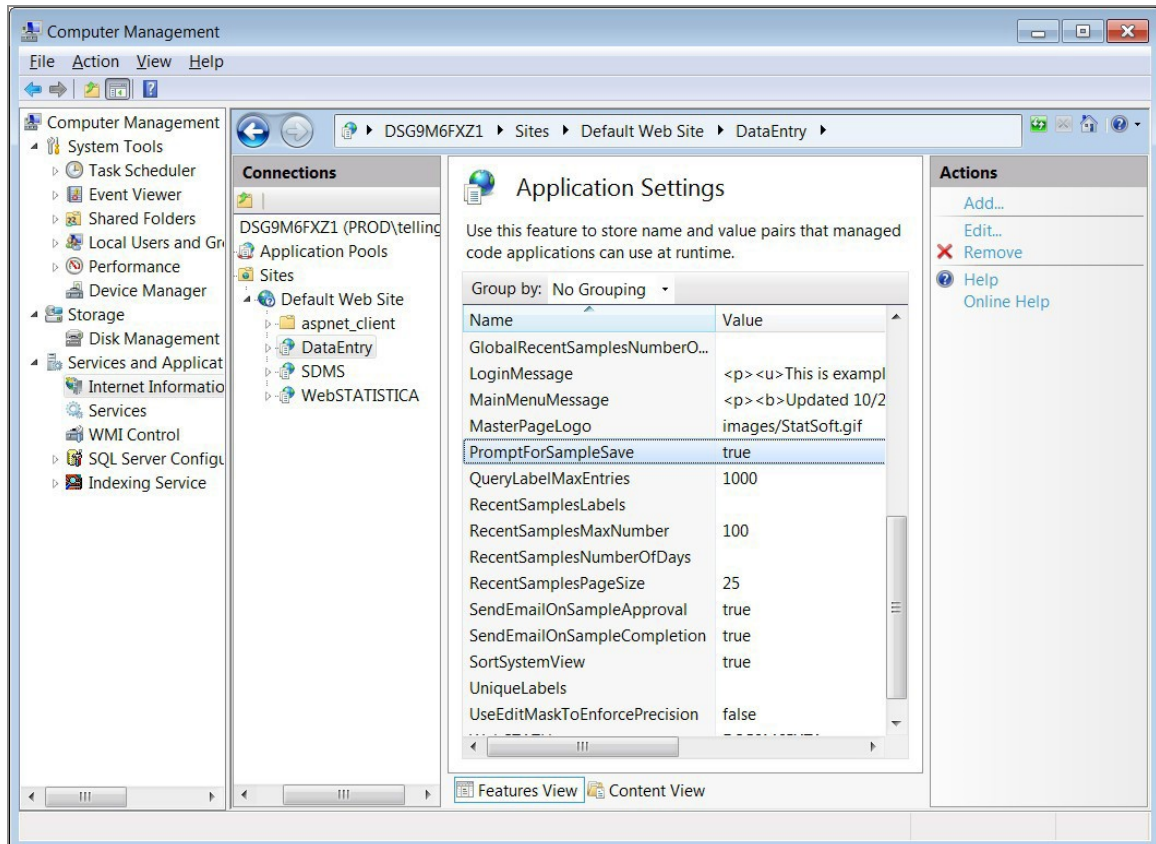 Computer Management
File Action View Help
Computer Management
System Tools
Task Scheduler
Event Viewer
Shared Folders
Local Users and Gr
Performance
Device Manager
Storage
Disk Management
Services and Applicat
Internet Informatio
Services
WMI Control
SQL Server Config
Indexing Service
DSG9M6FXZ1 Sites Default Web Site DataEntry
Connections
DSG9M6FXZ1 (PROD\telling
Application Pools
Sites
Default Web Site
aspnet_client
DataEntry
SDMS
WebSTATISTICA
Application Settings
Use this feature to store name and value pairs that managed
code applications can use at runtime.
Group by: No Grouping
Name Value
GlobalRecentSamplesNumberO...
LoginMessage <p><u>This is exampl
MainMenuMessage <p><b>Updated 10/2
MasterPageLogo images/StatSoft.gif
PromptForSampleSave true
QueryLabelMaxEntries 1000
RecentSamplesLabels
RecentSamplesMaxNumber 100
RecentSamplesNumberOfDays
RecentSamplesPageSize 25
SendEmailOnSampleApproval true
SendEmailOnSampleCompletion true
SortSystemView true
UniqueLabels
UseEditMaskToEnforcePrecision false
Features View Content View
Actions
Add...
Edit...
Remove
Help
Online Help